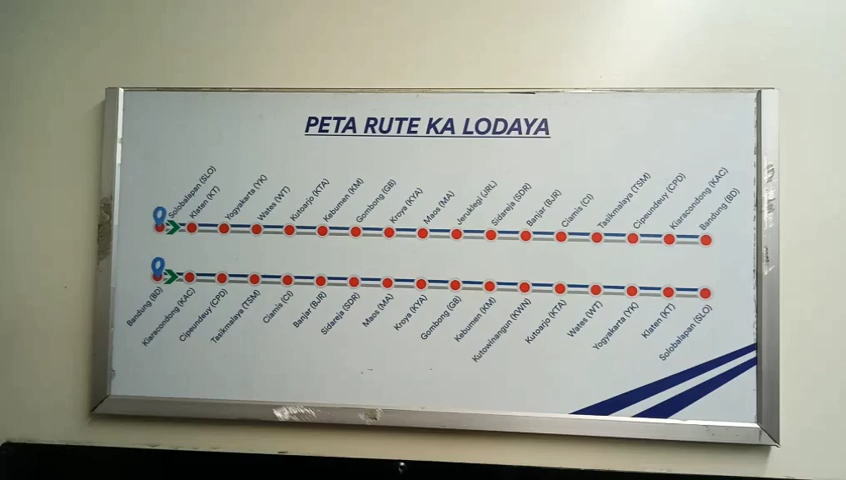 PETA RUTE KA LODAYA
Solobalapan (SLO)
Klaten (KT)
Yogyakarta (YK)
Wates (WT)
Kutoarjo (KTA)
Kebumen (KM)
Gombong (GB)
Kroya (KYA)
Maos (MA)
Jeruklegi (JRL)
Sidareja (SDR)
Banjar (BJR)
Ciamis (CI)
Tasikmalaya (TSM)
Cipeundeuy (CPD)
Kiaracondong (KAC)
Bandung (BD)
Bandung (BD)
Kiaracondong (KAC)
Cipeundeuy (CPD)
Tasikmalaya (TSM)
Ciamis (CI)
Banjar (BJR)
Sidareja (SDR)
Maos (MA)
Kroya (KYA)
Gombong (GB)
Kebumen (KM)
Kutowinangun (KWN)
Kutoarjo (KTA)
Wates (WT)
Yogyakarta (YK)
Klaten (KT)
Solobalapan (SLO)